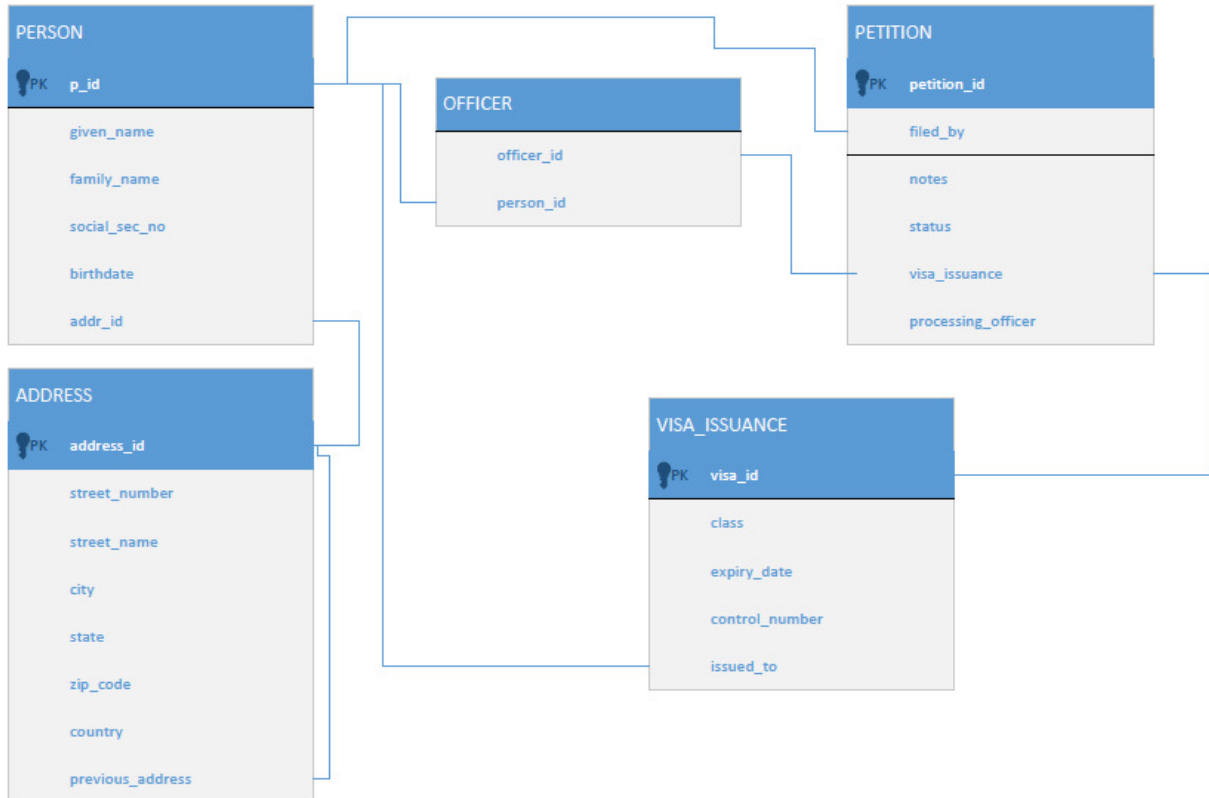 PERSON
PK p_id
given_name
family_name
social_sec_no
birthdate
addr_id
ADDRESS
PK address_id
street_number
street_name
city
state
zip_code
country
previous_address
OFFICER
officer_id
person_id
PETITION
PK petition_id
filed_by
notes
status
visa_issuance
processing_officer
VISA_ISSUANCE
PK visa_id
class
expiry_date
control_number
issued_to